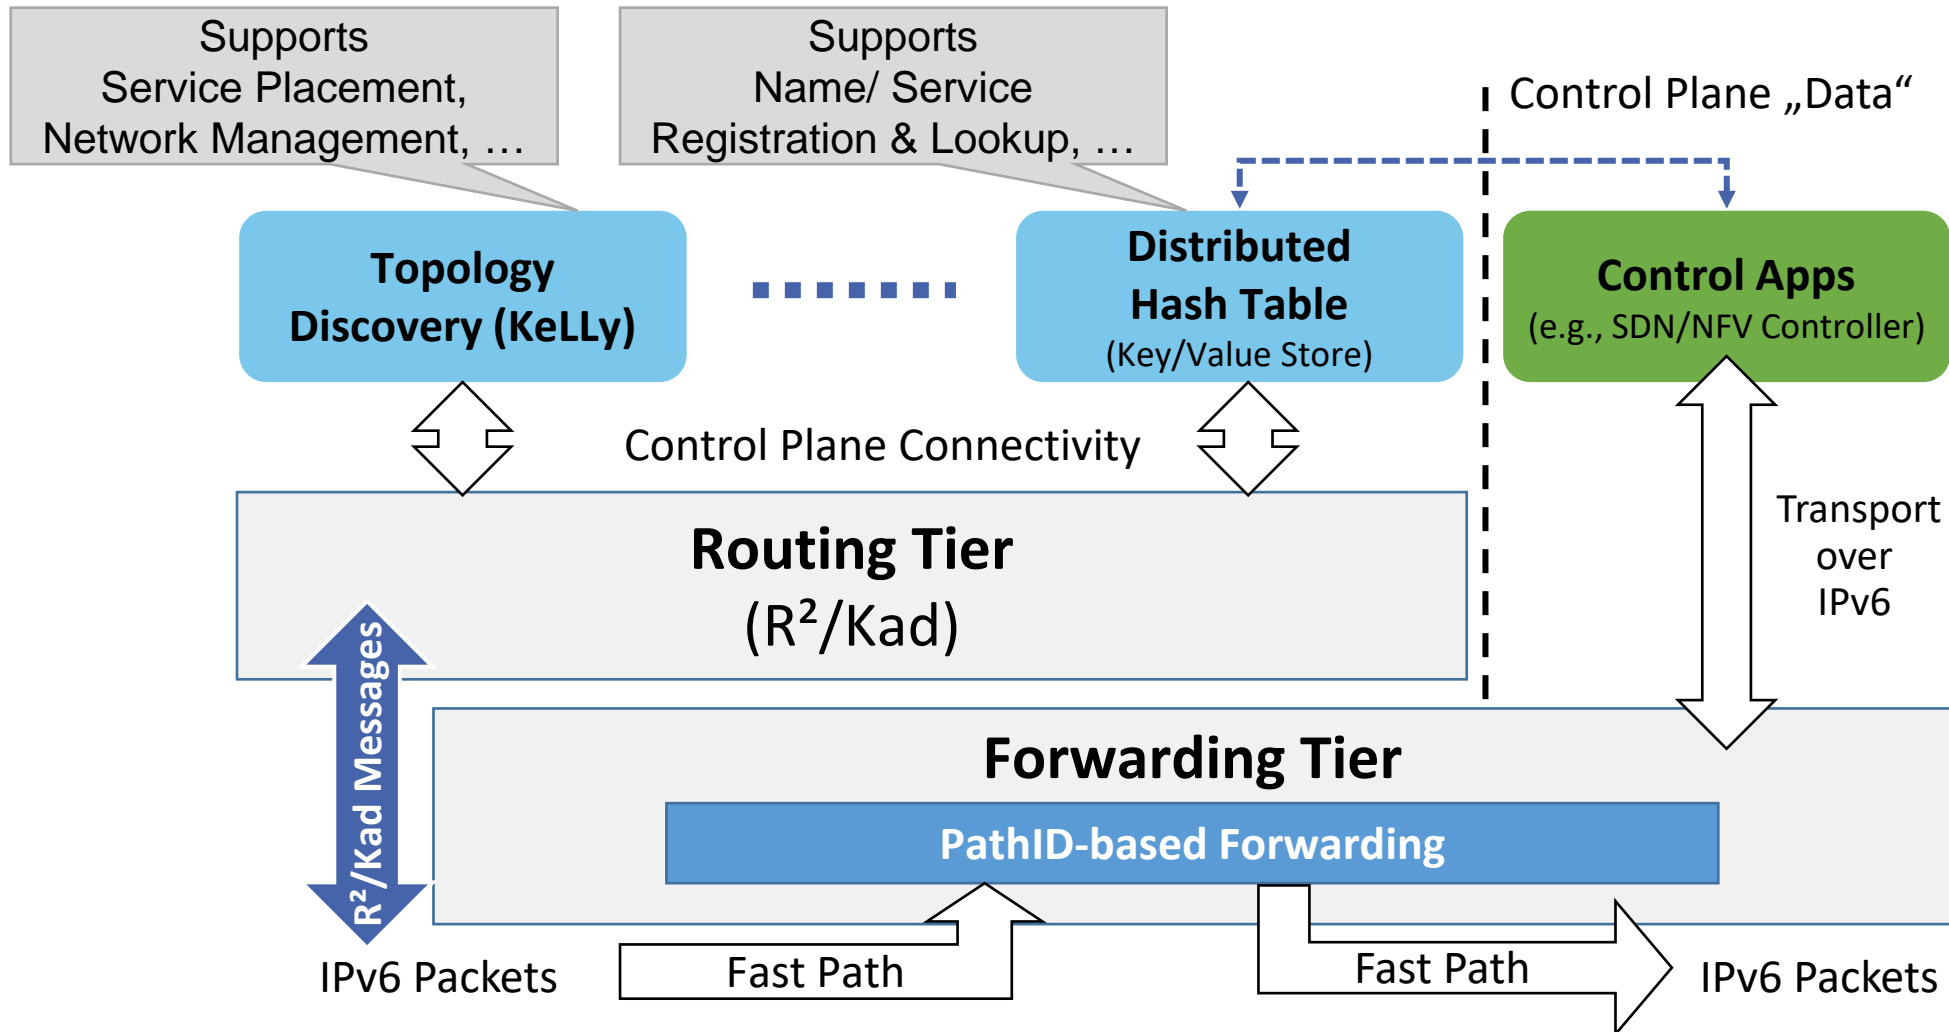 Supports
Service Placement,
Network Management, …
Supports
Name/ Service
Registration & Lookup, …
Control Plane „Data“
Topology
Discovery (KeLLy)
Distributed
Hash Table
(Key/Value Store)
Control Apps
(e.g., SDN/NFV Controller)
Control Plane Connectivity
Routing Tier
(R²/Kad)
Transport
over
IPv6
R²/Kad Messages
Forwarding Tier
PathID-based Forwarding
IPv6 Packets
Fast Path
Fast Path
IPv6 Packets